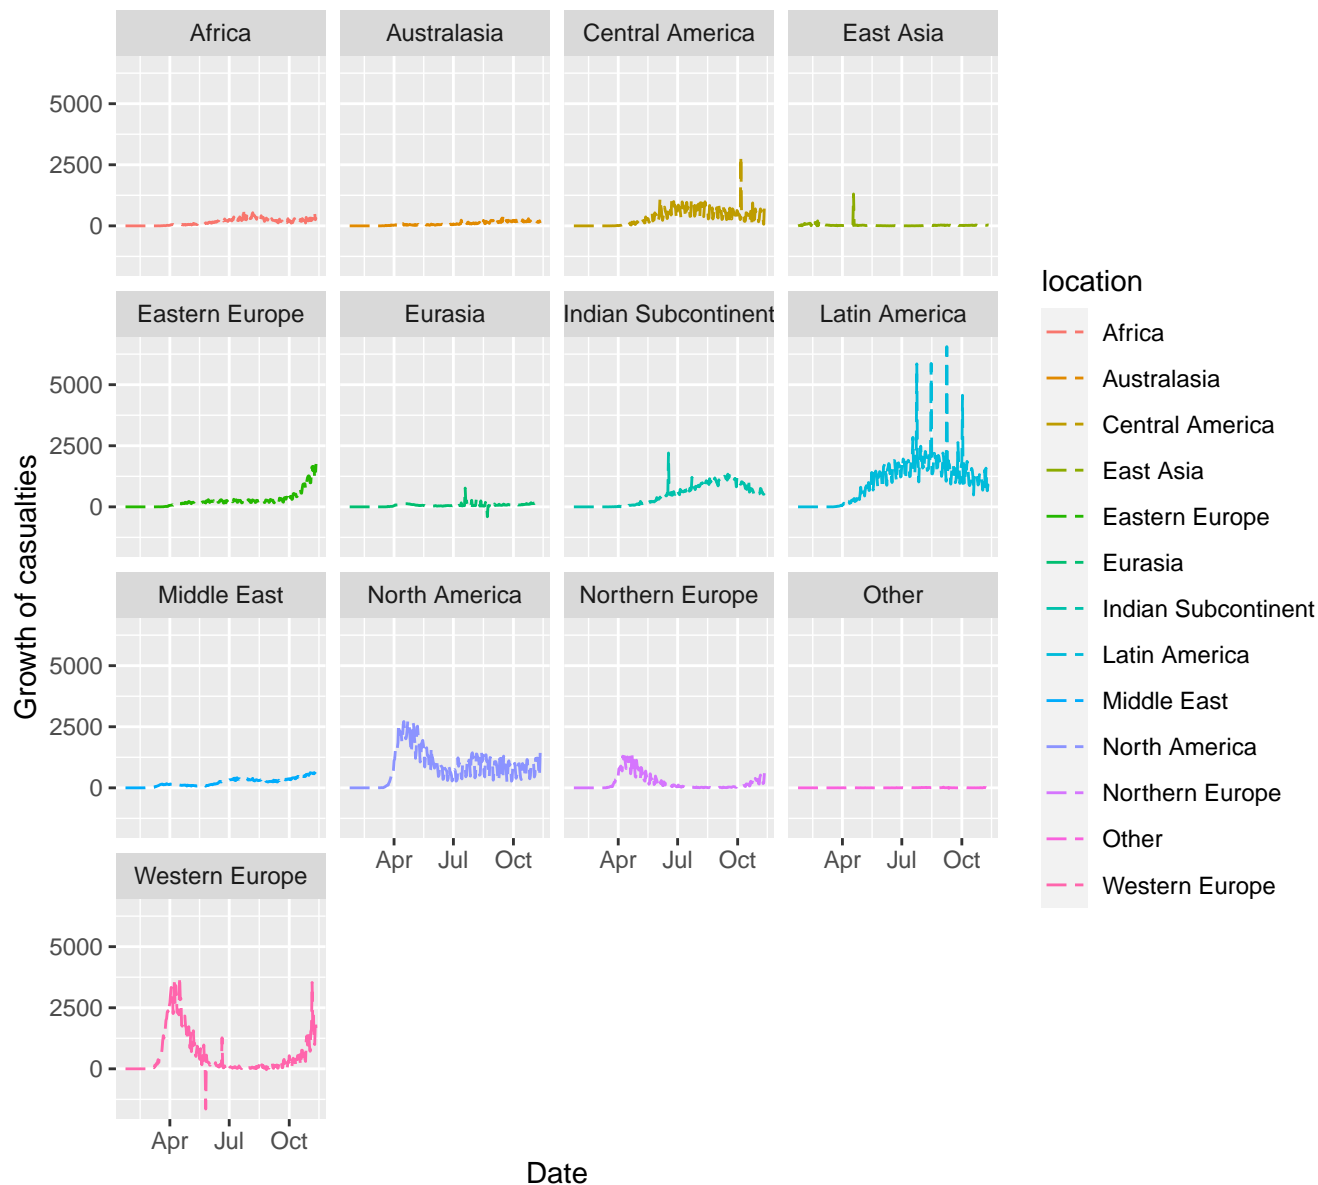 Africa
Australasia
Central America
East Asia
5000
2500
0
Eastern Europe
Eurasia
Indian Subcontinent
Latin America
5000
2500
0
Middle East
North America
Northern Europe
Other
5000
2500
0
Apr Jul Oct
Apr Jul Oct
Apr Jul Oct
Western Europe
5000
2500
0
Apr Jul Oct
Growth of casualties
Date
location
Africa
Australasia
Central America
East Asia
Eastern Europe
Eurasia
Indian Subcontinent
Latin America
Middle East
North America
Northern Europe
Other
Western Europe